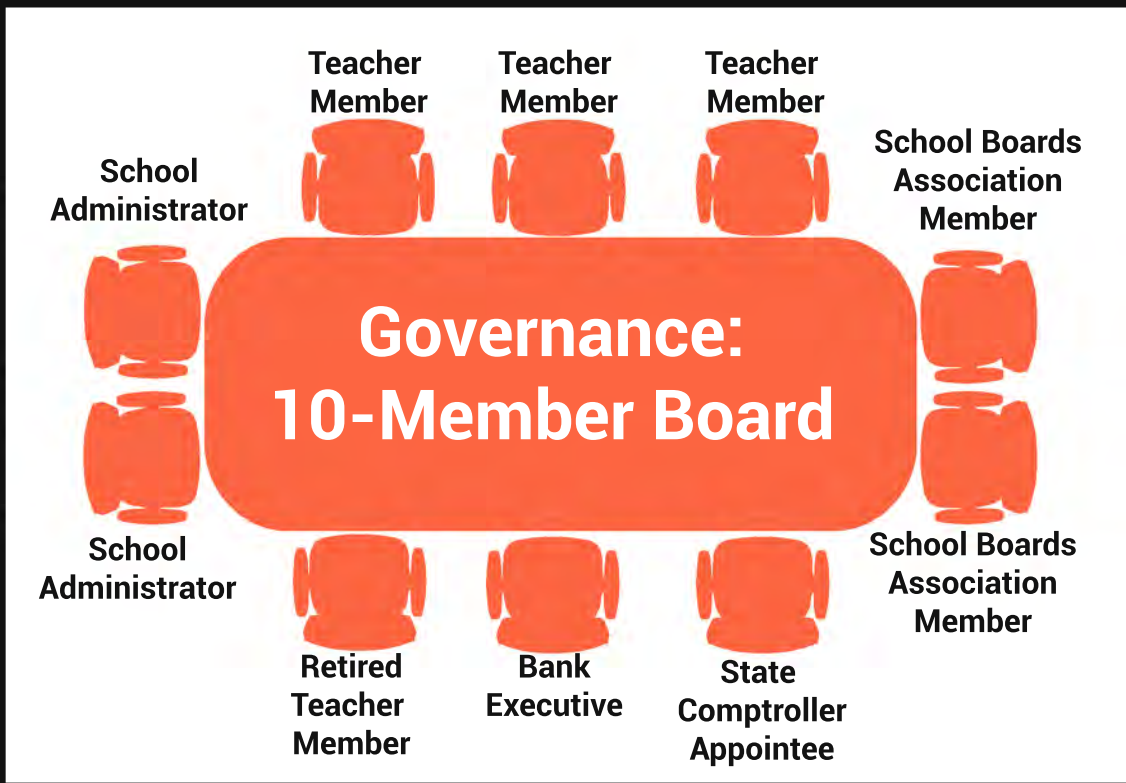 Teacher
Member
Teacher
Member
Teacher
Member
School Boards
Association
Member
School
Administrator
Governance:
10-Member Board
School
Administrator
School Boards
Association
Member
Retired
Teacher
Member
Bank
Executive
State
Comptroller
Appointee